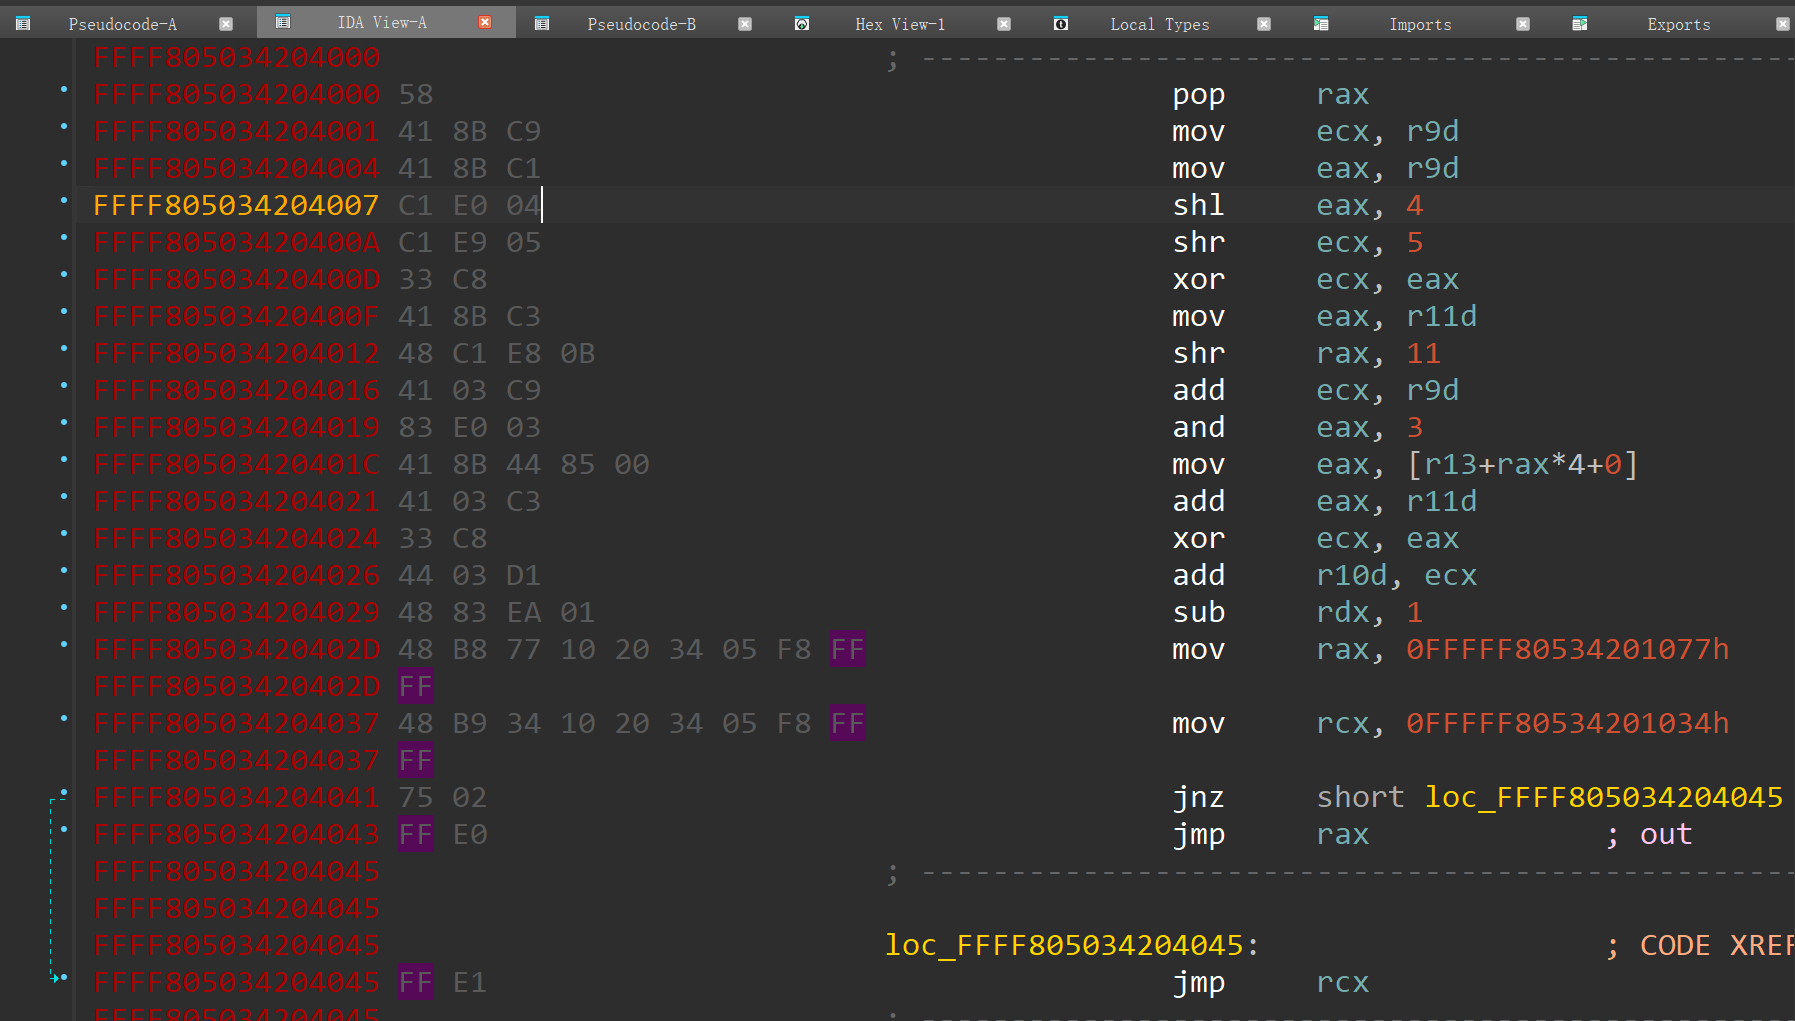 Pseudocode-A IDA View-A Pseudocode-B Hex View-1 Local Types Imports Exports
FFFF805034204000 ; ------------------------------------------------
FFFF805034204000 58 pop rax
FFFF805034204001 41 8B C9 mov ecx, r9d
FFFF805034204004 41 8B C1 mov eax, r9d
FFFF805034204007 C1 E0 04 shl eax, 4
FFFF80503420400A C1 E9 05 shr ecx, 5
FFFF80503420400D 33 C8 xor ecx, eax
FFFF80503420400F 41 8B C3 mov eax, r11d
FFFF805034204012 48 C1 E8 0B shr rax, 11
FFFF805034204016 41 03 C9 add ecx, r9d
FFFF805034204019 83 E0 03 and eax, 3
FFFF80503420401C 41 8B 44 85 00 mov eax, [r13+rax*4+0]
FFFF805034204021 41 03 C3 add eax, r11d
FFFF805034204024 33 C8 xor ecx, eax
FFFF805034204026 44 03 D1 add r10d, ecx
FFFF805034204029 48 83 EA 01 sub rdx, 1
FFFF80503420402D 48 B8 77 10 20 34 05 F8 FF mov rax, 0FFFFF80534201077h
FFFF80503420402D FF
FFFF805034204037 48 B9 34 10 20 34 05 F8 FF mov rcx, 0FFFFF80534201034h
FFFF805034204037 FF
FFFF805034204041 75 02 jnz short loc_FFFF805034204045
FFFF805034204043 FF E0 jmp rax ; out
FFFF805034204045 ; ------------------------------------------------
FFFF805034204045
FFFF805034204045 loc_FFFF805034204045: ; CODE XREF
FFFF805034204045 FF E1 jmp rcx
FFFF805034204045 ; ------------------------------------------------